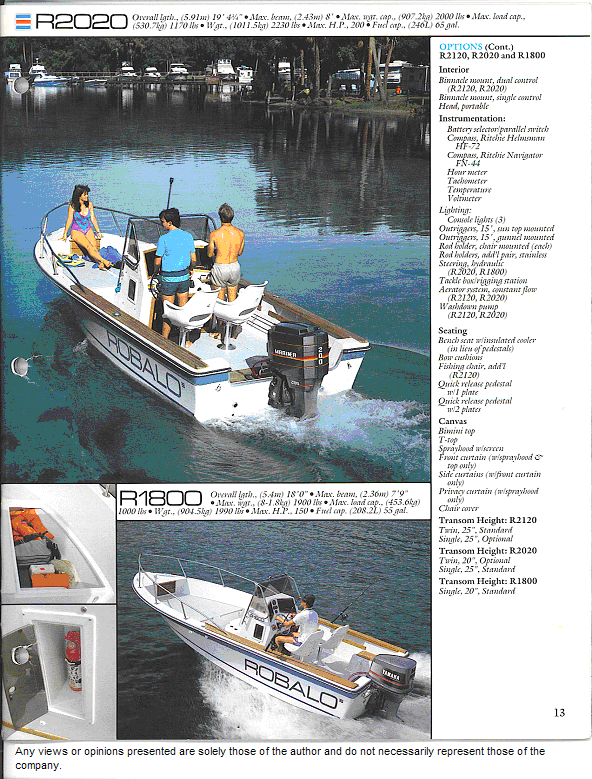 R2020 Overall lgth., (5.91m) 19' 4¾" • Max. beam, (2.43m) 8' • Max. wgt. cap., (907.2kg) 2000 lbs • Max. load cap.,
(530.7kg) 1170 lbs • Wgt., (1011.5kg) 2230 lbs • Max. H.P., 200 • Fuel cap., (246L) 65 gal.
OPTIONS (Cont.)
R2120, R2020 and R1800
Interior
Binnacle mount, dual control
(R2120, R2020)
Binnacle mount, single control
Head, portable
Instrumentation:
Battery selector/parallel switch
Compass, Ritchie Helmsman
HF-72
Compass, Ritchie Navigator
FN-44
Hour meter
Tachometer
Temperature
Voltmeter
Lighting:
Console lights (3)
Outriggers, 15', sun top mounted
Outriggers, 15', gunnel mounted
Rod holder, chair mounted (each)
Rod holders, add'l pair, stainless
Steering, hydraulic
(R2020, R1800)
Tackle box/rigging station
Aerator system, constant flow
(R2120, R2020)
Washdown pump
(R2120, R2020)
Seating
Bench seat w/insulated cooler
(in lieu of pedestals)
Bow cushions
Fishing chair, add'l
(R2120)
Quick release pedestal
w/1 plate
Quick release pedestal
w/2 plates
Canvas
Bimini top
T-top
Sprayhood w/screen
Front curtain (w/sprayhood &
top only)
Side curtains (w/front curtain
only)
Privacy curtain (w/sprayhood
only)
Chair cover
Transom Height: R2120
Twin, 25", Standard
Single, 25", Optional
Transom Height: R2020
Twin, 20", Optional
Single, 25", Standard
Transom Height: R1800
Single, 20", Standard
MARINER
200
ROBALO
R1800 Overall lgth., (5.4m) 18'0" • Max. beam, (2.36m) 7'9"
• Max. wgt., (8-1.8kg) 1900 lbs • Max. load cap., (453.6kg)
1000 lbs • Wgt., (904.5kg) 1990 lbs • Max. H.P., 150 • Fuel cap. (208.2L) 55 gal.
YAMAHA
ROBALO
13
Any views or opinions presented are solely those of the author and do not necessarily represent those of the
company.